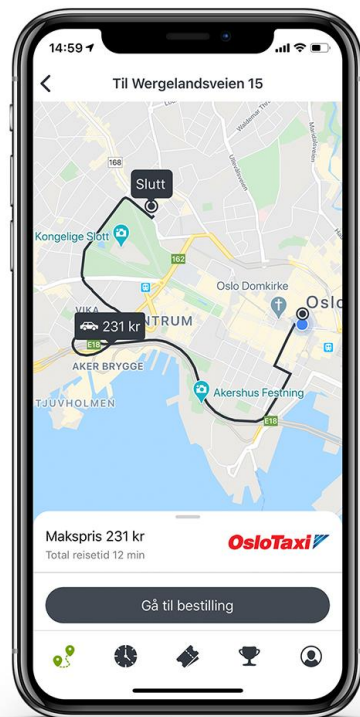 14:59
Til Wergelandsveien 15
168
Slutt
Kongelige Slott
162
Oslo Domkirke
Oslo
VIKA
NTRUM
231 kr
E18
AKER BRYGGE
Akershus Festning
TJUVHOLMEN
E18
Makspris 231 kr
OsloTaxi
Total reisetid 12 min
Gå til bestilling